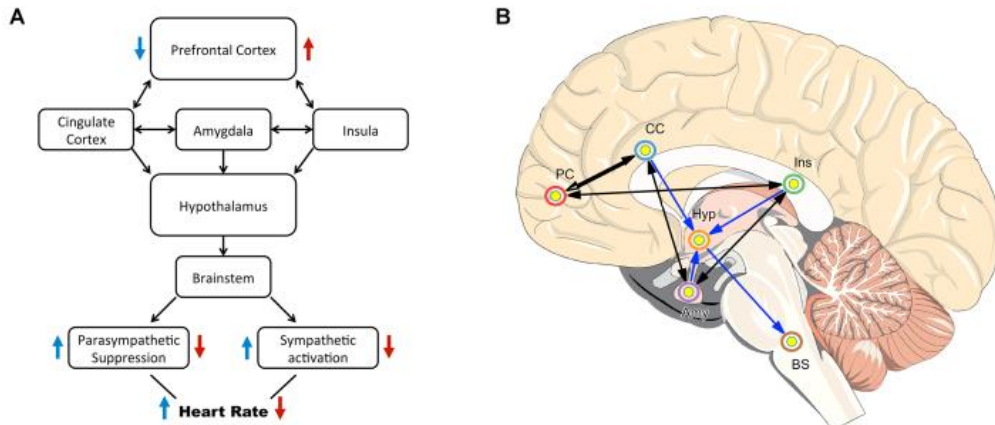 A
Prefrontal Cortex
Cingulate
Cortex
Amygdala
Insula
Hypothalamus
Brainstem
Parasympathetic
Suppression
Sympathetic
activation
Heart Rate
B
CC
PC
Ins
Hyp
Amy
BS